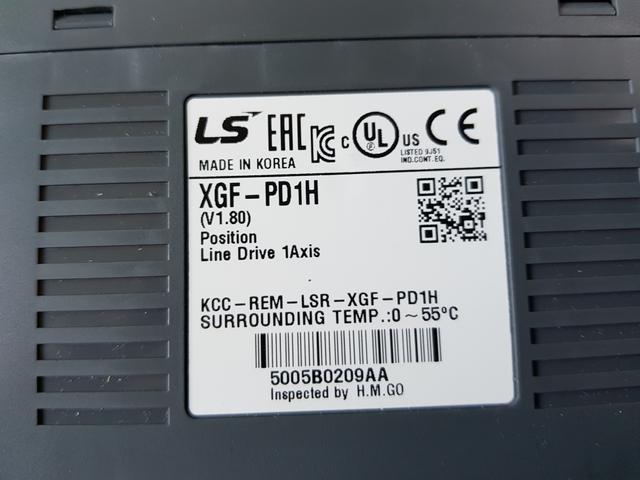 LS EAC KC c UL US CE
LISTED 9J51
IND.CONT.EQ.
MADE IN KOREA
XGF-PD1H
(V1.80)
Position
Line Drive 1Axis
KCC-REM-LSR-XGF-PD1H
SURROUNDING TEMP.:0~55°C
5005B0209AA
Inspected by H.M.GO